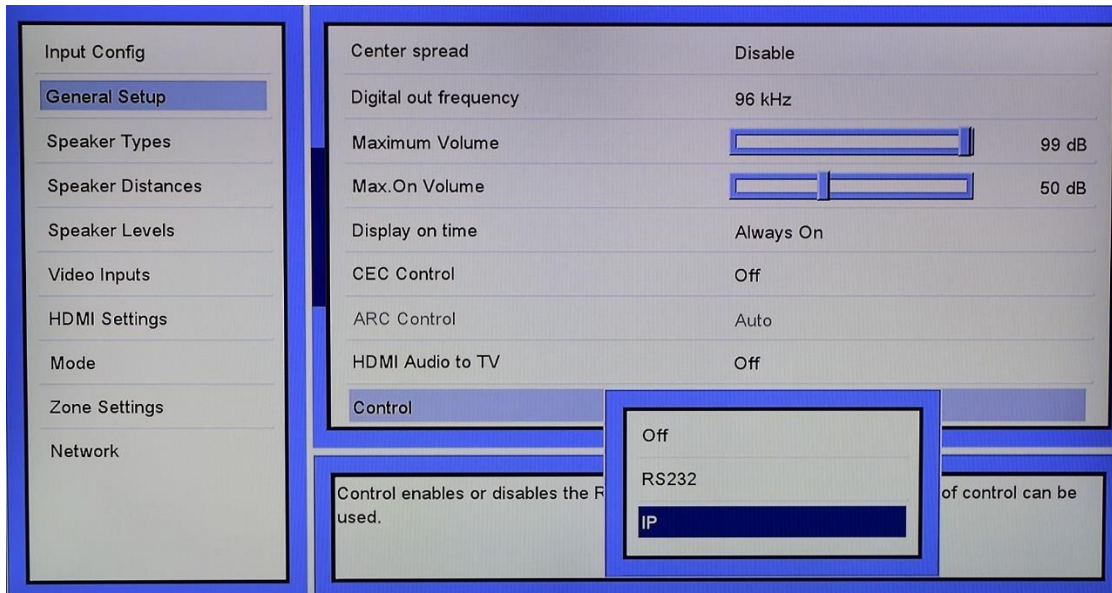 Input Config
General Setup
Speaker Types
Speaker Distances
Speaker Levels
Video Inputs
HDMI Settings
Mode
Zone Settings
Network
Center spread Disable
Digital out frequency 96 kHz
Maximum Volume 99 dB
Max.On Volume 50 dB
Display on time Always On
CEC Control Off
ARC Control Auto
HDMI Audio to TV Off
Control
Off
RS232
IP
Control enables or disables the R of control can be
used.